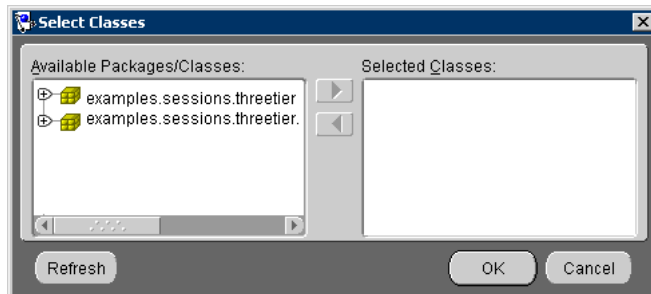 Select Classes
Available Packages/Classes:
Selected Classes:
examples.sessions.threetier
examples.sessions.threetier.
Refresh
OK
Cancel